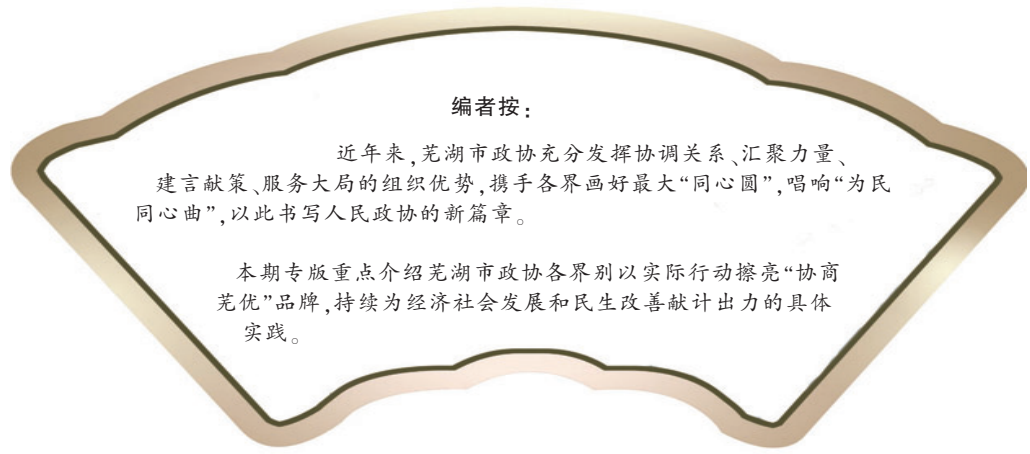 编者按：
近年来，芜湖市政协充分发挥协调关系、汇聚力量、
建言献策、服务大局的组织优势，携手各界画好最大“同心圆”，唱响“为民
同心曲”，以此书写人民政协的新篇章。
本期专版重点介绍芜湖市政协各界别以实际行动擦亮“协商
芜优”品牌，持续为经济社会发展和民生改善献计出力的具体
实践。